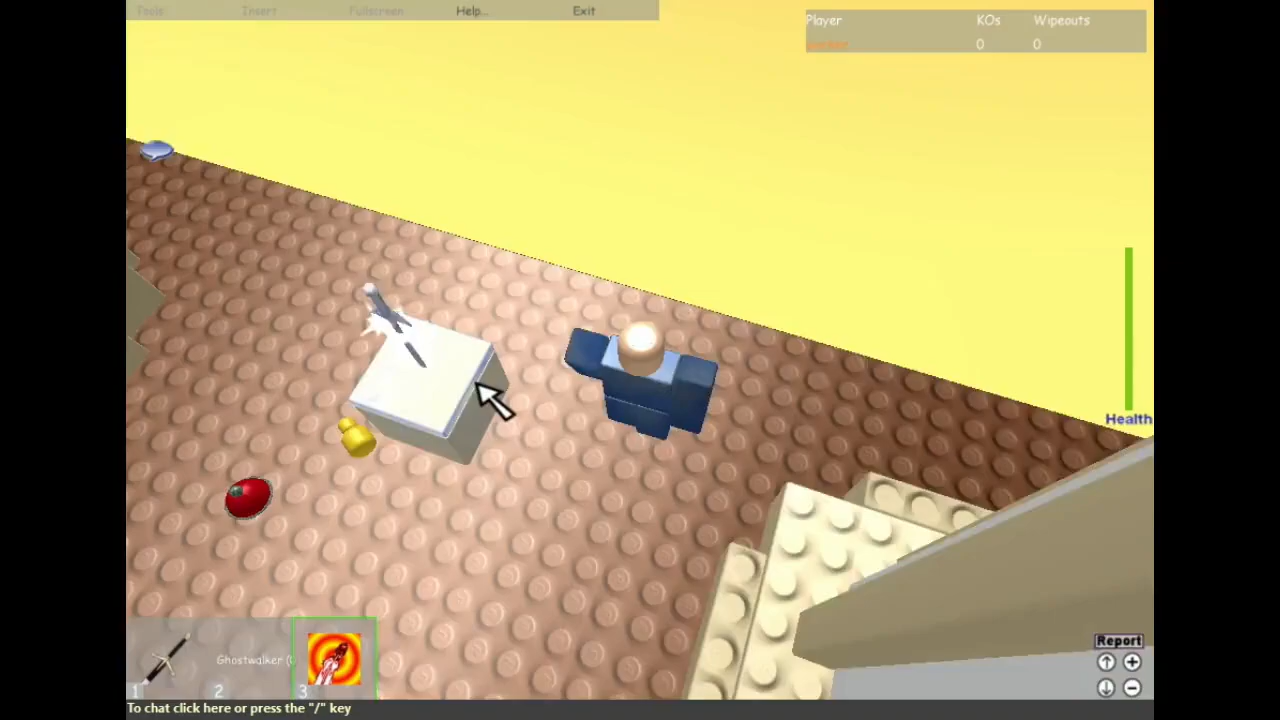 Tools Insert Fullscreen Help... Exit
Player KOs Wipeouts
0 0
Health
Ghostwalker (
1 2 3
Report
To chat click here or press the "/" key